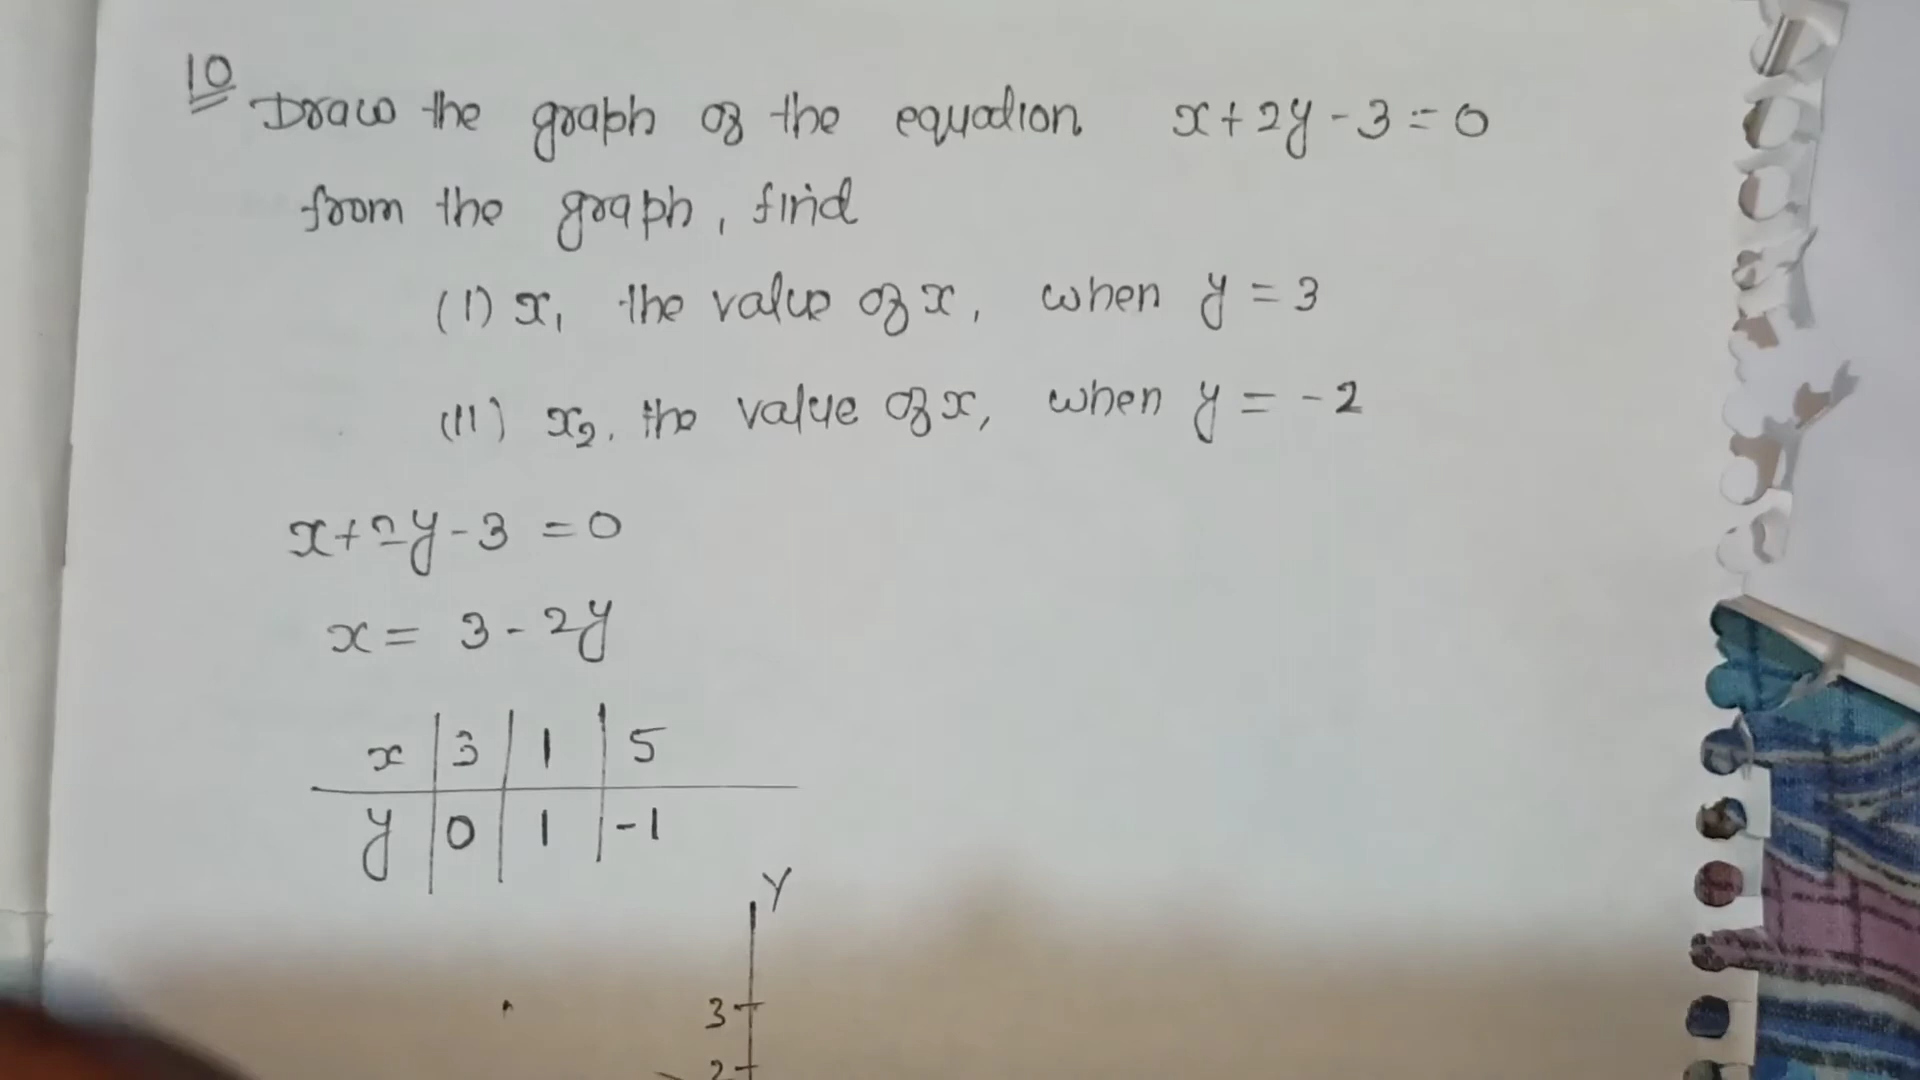 10
Draw the graph of the equation x+2y-3=0
from the graph, find
(I) x₁ the value of x, when y = 3
(II) x₂, the value of x, when y = -2
x+2y-3 =0
x = 3-2y
x | 3 | 1 | 5
y | 0 | 1 | -1
Y
3
2